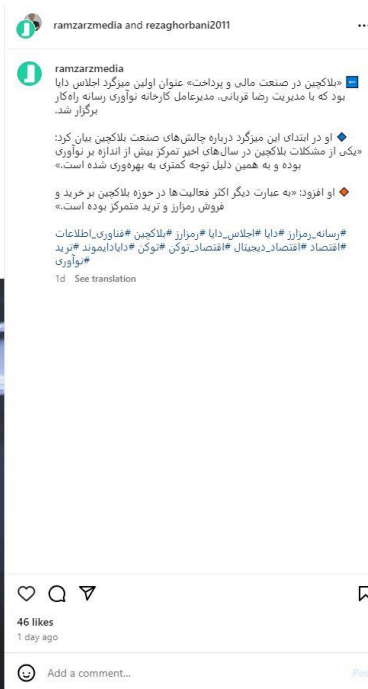 ramzarzmedia and rezaghorbani2011
ramzarzmedia
«بلاکچین در صنعت مالی و پرداخت» عنوان اولین میزگرد اجلاس دایا
بود که با مدیریت رضا قربانی، مدیرعامل کارخانه نوآوری رسانه راه‌کار
برگزار شد.
او در ابتدای این میزگرد درباره چالش‌های صنعت بلاکچین بیان کرد:
«یکی از مشکلات بلاکچین در سال‌های اخیر تمرکز بیش از اندازه بر نوآوری
بوده و به همین دلیل توجه کمتری به بهره‌وری شده است.»
او افزود: «به عبارت دیگر اکثر فعالیت‌ها در حوزه بلاکچین بر خرید و
فروش رمزارز و ترید متمرکز بوده است.»
#رسانه_رمزارز #دایا #اجلاس_دایا #رمزارز #بلاکچین #فناوری_اطلاعات
#اقتصاد #اقتصاد_دیجیتال #اقتصاد_توکن #توکن #دایادایموند #ترید
#نوآوری
1d See translation
46 likes
1 day ago
Add a comment...